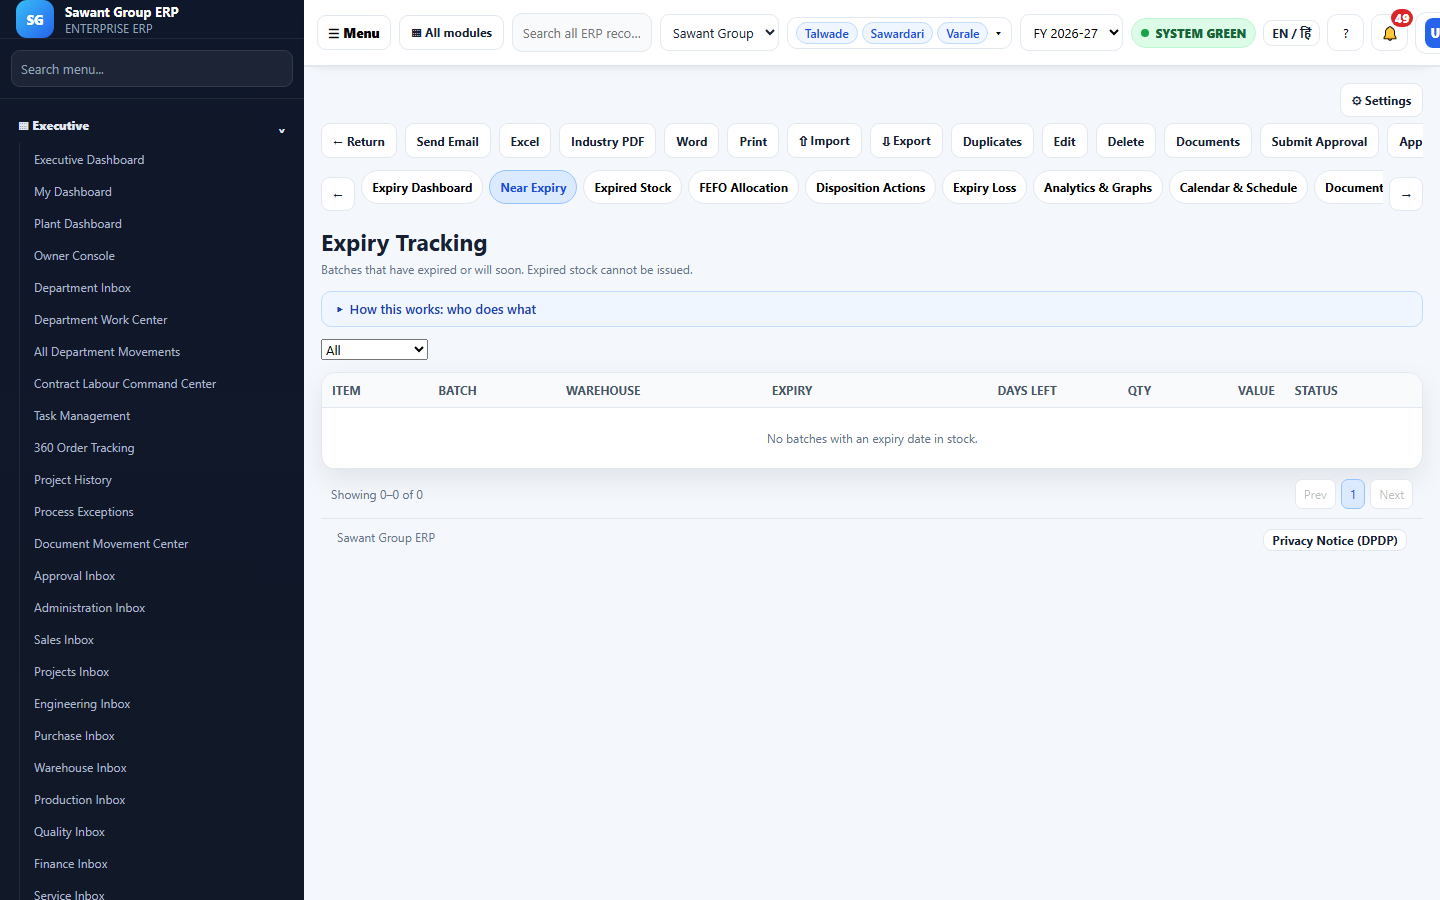 SG
Sawant Group ERP
ENTERPRISE ERP
Search menu...
Executive
Executive Dashboard
My Dashboard
Plant Dashboard
Owner Console
Department Inbox
Department Work Center
All Department Movements
Contract Labour Command Center
Task Management
360 Order Tracking
Project History
Process Exceptions
Document Movement Center
Approval Inbox
Administration Inbox
Sales Inbox
Projects Inbox
Engineering Inbox
Purchase Inbox
Warehouse Inbox
Production Inbox
Quality Inbox
Finance Inbox
Service Inbox
☰ Menu
All modules
Search all ERP reco...
Sawant Group
Talwade Sawardari Varale
FY 2026-27
SYSTEM GREEN
EN / हिं
?
49
U
⚙ Settings
← Return
Send Email
Excel
Industry PDF
Word
Print
⇧ Import
⇩ Export
Duplicates
Edit
Delete
Documents
Submit Approval
App
←
Expiry Dashboard
Near Expiry
Expired Stock
FEFO Allocation
Disposition Actions
Expiry Loss
Analytics & Graphs
Calendar & Schedule
Document
→
Expiry Tracking
Batches that have expired or will soon. Expired stock cannot be issued.
How this works: who does what
All
ITEM BATCH WAREHOUSE EXPIRY DAYS LEFT QTY VALUE STATUS
No batches with an expiry date in stock.
Showing 0–0 of 0
Prev 1 Next
Sawant Group ERP
Privacy Notice (DPDP)